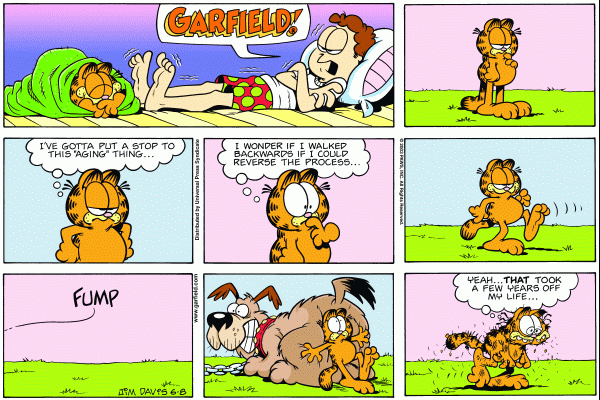 GARFIELD!
I'VE GOTTA PUT A STOP TO
THIS "AGING" THING...
Distributed by Universal Press Syndicate
I WONDER IF I WALKED
BACKWARDS IF I COULD
REVERSE THE PROCESS...
FUMP
JIM DAVIS 6-8
www.garfield.com
YEAH...THAT TOOK
A FEW YEARS OFF
MY LIFE...